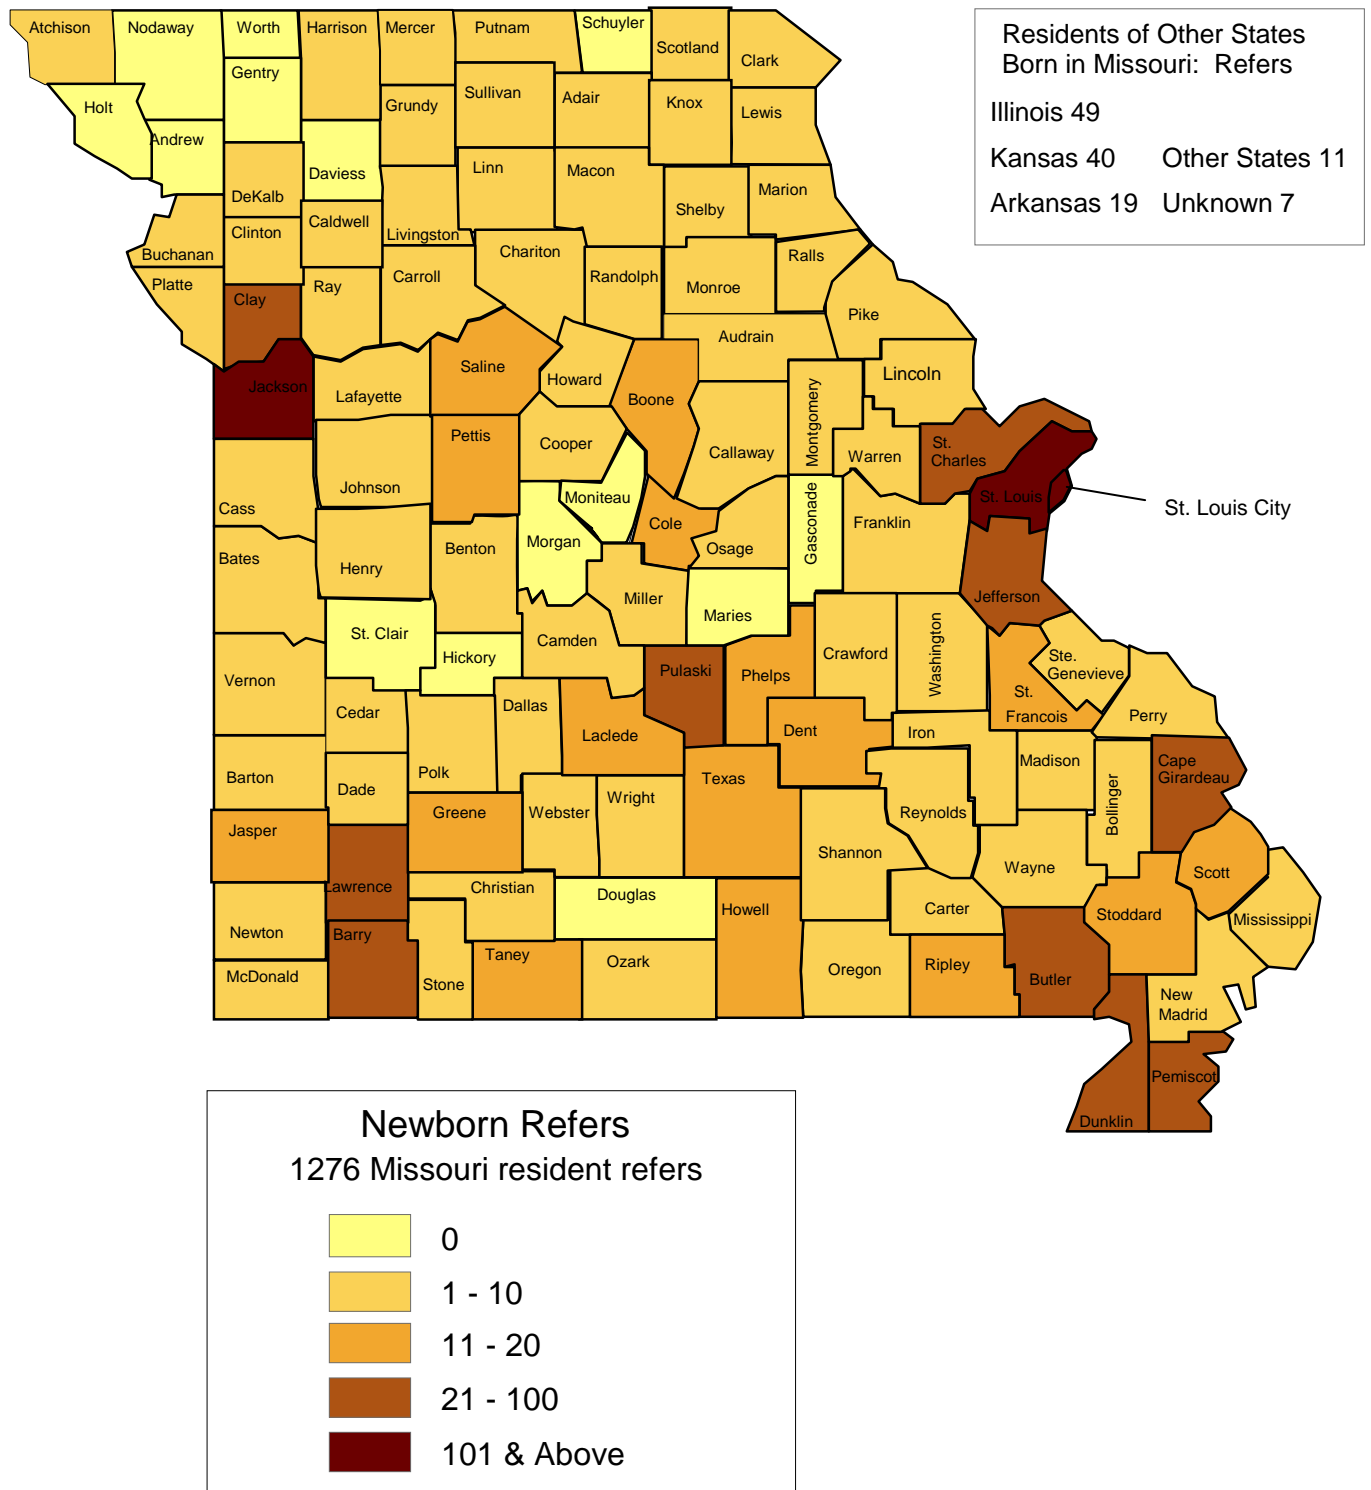 Atchison
Nodaway
Worth
Harrison
Mercer
Putnam
Schuyler
Scotland
Clark
Residents of Other States
Born in Missouri: Refers
Illinois 49
Kansas 40 Other States 11
Arkansas 19 Unknown 7
Gentry
Holt
Grundy
Sullivan
Adair
Knox
Lewis
Andrew
Daviess
DeKalb
Linn
Macon
Marion
Shelby
Buchanan
Clinton
Caldwell
Livingston
Chariton
Randolph
Monroe
Ralls
Platte
Clay
Ray
Carroll
Audrain
Pike
Jackson
Lafayette
Saline
Howard
Boone
Lincoln
Montgomery
Pettis
Cooper
Callaway
Warren
St.
Charles
Johnson
Moniteau
St. Louis
St. Louis City
Cass
Cole
Gasconade
Franklin
Morgan
Osage
Bates
Henry
Benton
Miller
Maries
Jefferson
St. Clair
Camden
Hickory
Crawford
Washington
Ste.
Genevieve
Vernon
Pulaski
Phelps
St.
Francois
Perry
Cedar
Dallas
Laclede
Dent
Iron
Barton
Polk
Texas
Madison
Cape
Girardeau
Dade
Webster
Wright
Reynolds
Bollinger
Jasper
Greene
Shannon
Wayne
Scott
Lawrence
Christian
Douglas
Howell
Carter
Stoddard
Mississippi
Newton
Barry
Taney
Ozark
Oregon
Ripley
Butler
McDonald
Stone
New
Madrid
Pemiscot
Dunklin
Newborn Refers
1276 Missouri resident refers
0
1 - 10
11 - 20
21 - 100
101 & Above